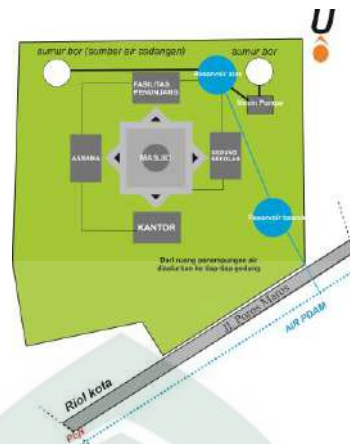 U
sumur bor (sumber air cadangan)
sumur bor
Reservoir atas
FASILITAS
PENUNJANG
Mesin Pompa
ASRAMA
MASJID
GEDUNG
SEKOLAH
Reservoir bawah
KANTOR
Dari ruang penampungan air
disalurkan ke tiap-tiap gedung
Jl. Poros Maros
AIR PDAM
Riol kota